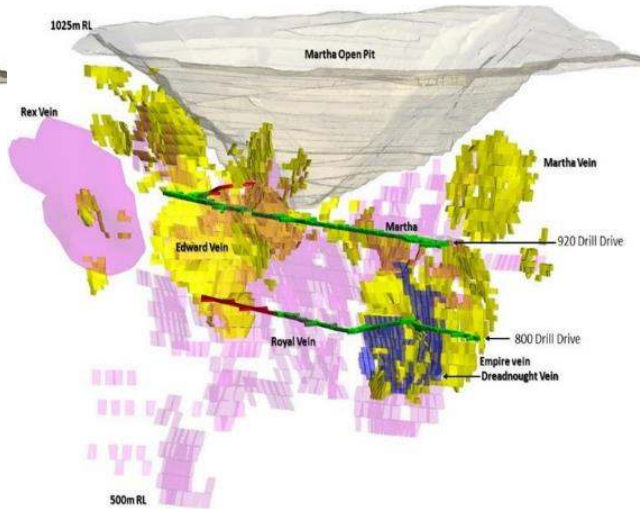 1025m RL
Martha Open Pit
Rex Vein
Martha Vein
Martha
920 Drill Drive
Edward Vein
800 Drill Drive
Royal Vein
Empire vein
Dreadnought Vein
500m RL